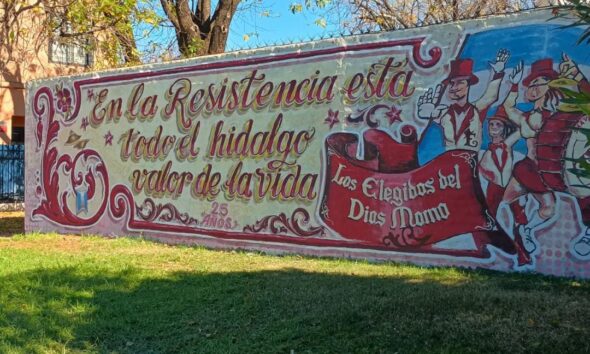 En la Resistencia está
todo el hidalgo
valor de la vida
25
AÑOS
Los Elegidos del
Dios Momo